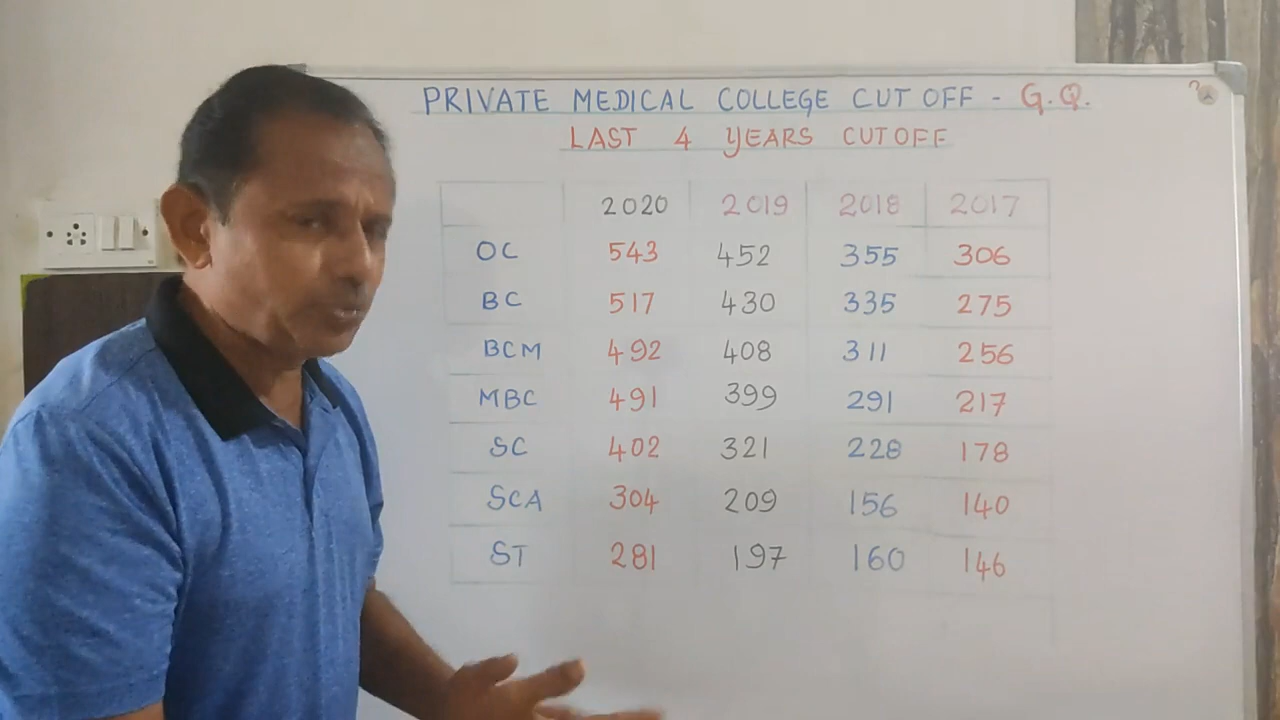 PRIVATE MEDICAL COLLEGE CUT OFF - G.Q.
LAST 4 YEARS CUTOFF
2020 2019 2018 2017
OC 543 452 355 306
BC 517 430 335 275
BCM 492 408 311 256
MBC 491 399 291 217
SC 402 321 228 178
SCA 304 209 156 140
ST 281 197 160 146